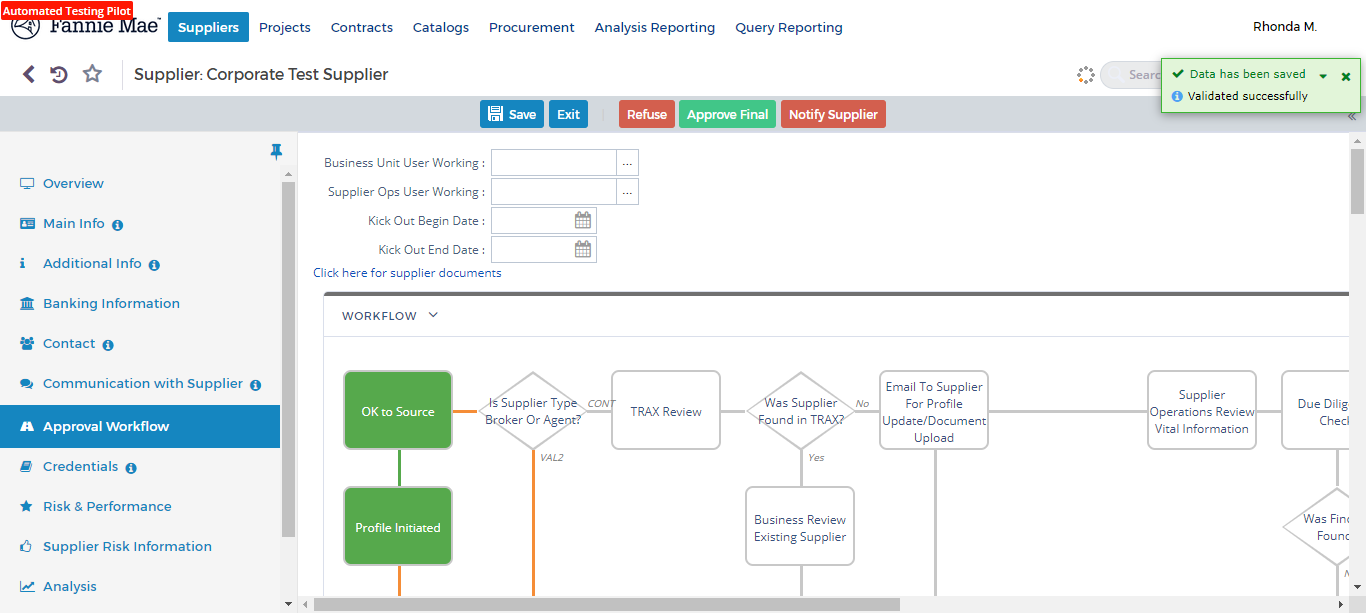 Automated Testing Pilot
Fannie Mae
Suppliers Projects Contracts Catalogs Procurement Analysis Reporting Query Reporting
Rhonda M.
Supplier: Corporate Test Supplier
Data has been saved
Validated successfully
Save Exit Refuse Approve Final Notify Supplier
Overview
Main Info
Additional Info
Banking Information
Contact
Communication with Supplier
Approval Workflow
Credentials
Risk & Performance
Supplier Risk Information
Analysis
Business Unit User Working : ...
Supplier Ops User Working : ...
Kick Out Begin Date :
Kick Out End Date :
Click here for supplier documents
WORKFLOW
OK to Source
Is Supplier Type
Broker Or Agent?
CONT
VAL2
TRAX Review
Was Supplier
Found in TRAX?
No
Yes
Email To Supplier
For Profile
Update/Document
Upload
Supplier
Operations Review
Vital Information
Due Dilig
Check
Profile Initiated
Business Review
Existing Supplier
Was Find
Found